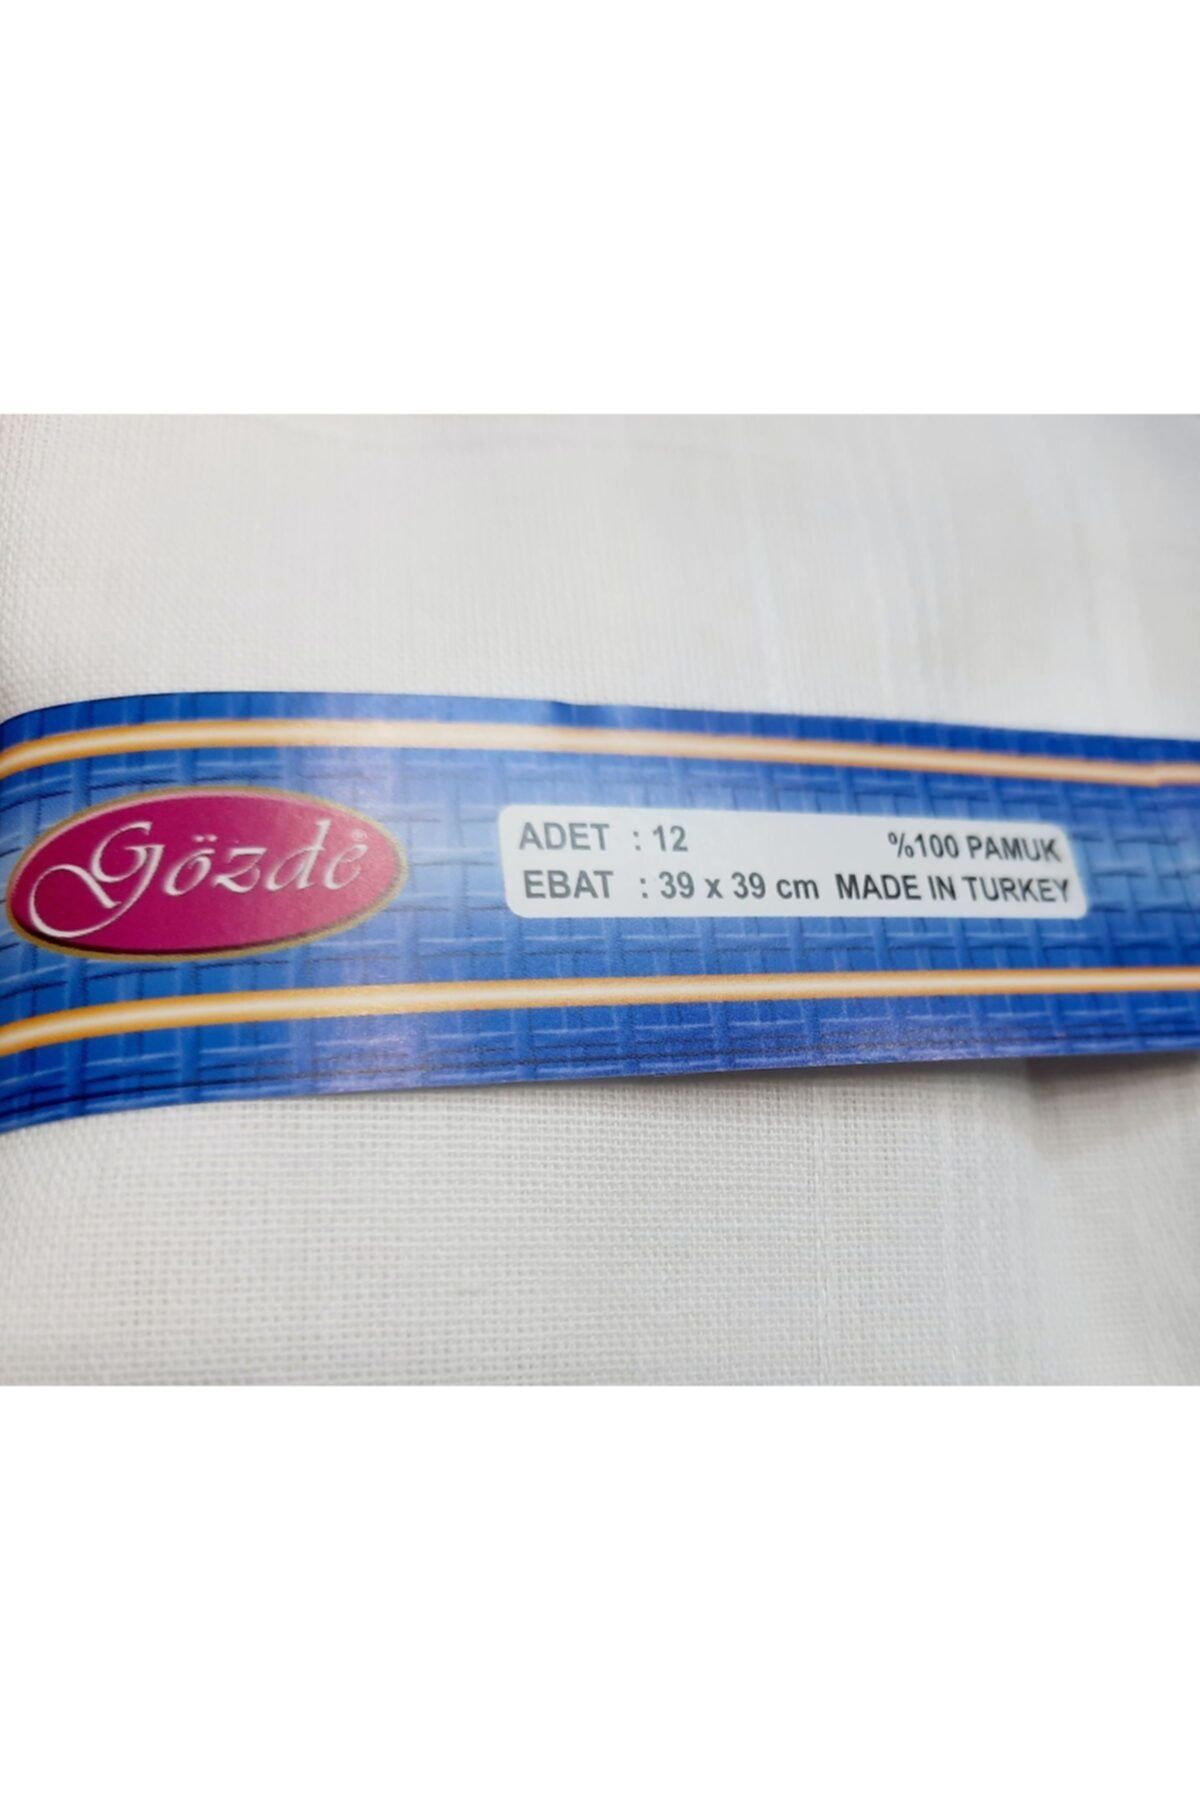 Gözde®
ADET : 12 %100 PAMUK
EBAT : 39 x 39 cm MADE IN TURKEY